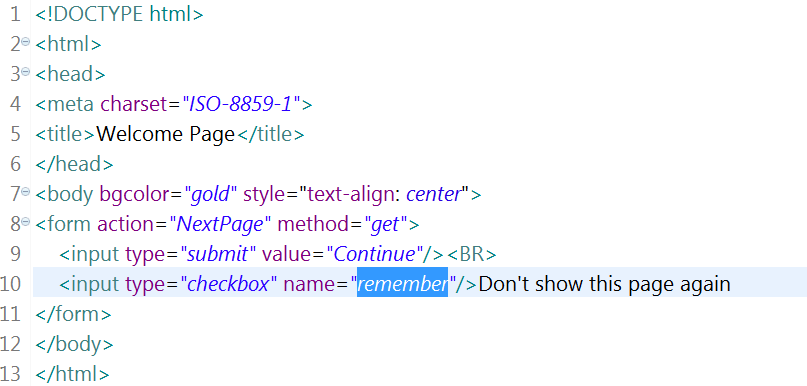 1 <!DOCTYPE html>
2 <html>
3 <head>
4 <meta charset="ISO-8859-1">
5 <title>Welcome Page</title>
6 </head>
7 <body bgcolor="gold" style="text-align: center">
8 <form action="NextPage" method="get">
9 <input type="submit" value="Continue"/><BR>
10 <input type="checkbox" name="remember"/>Don't show this page again
11 </form>
12 </body>
13 </html>